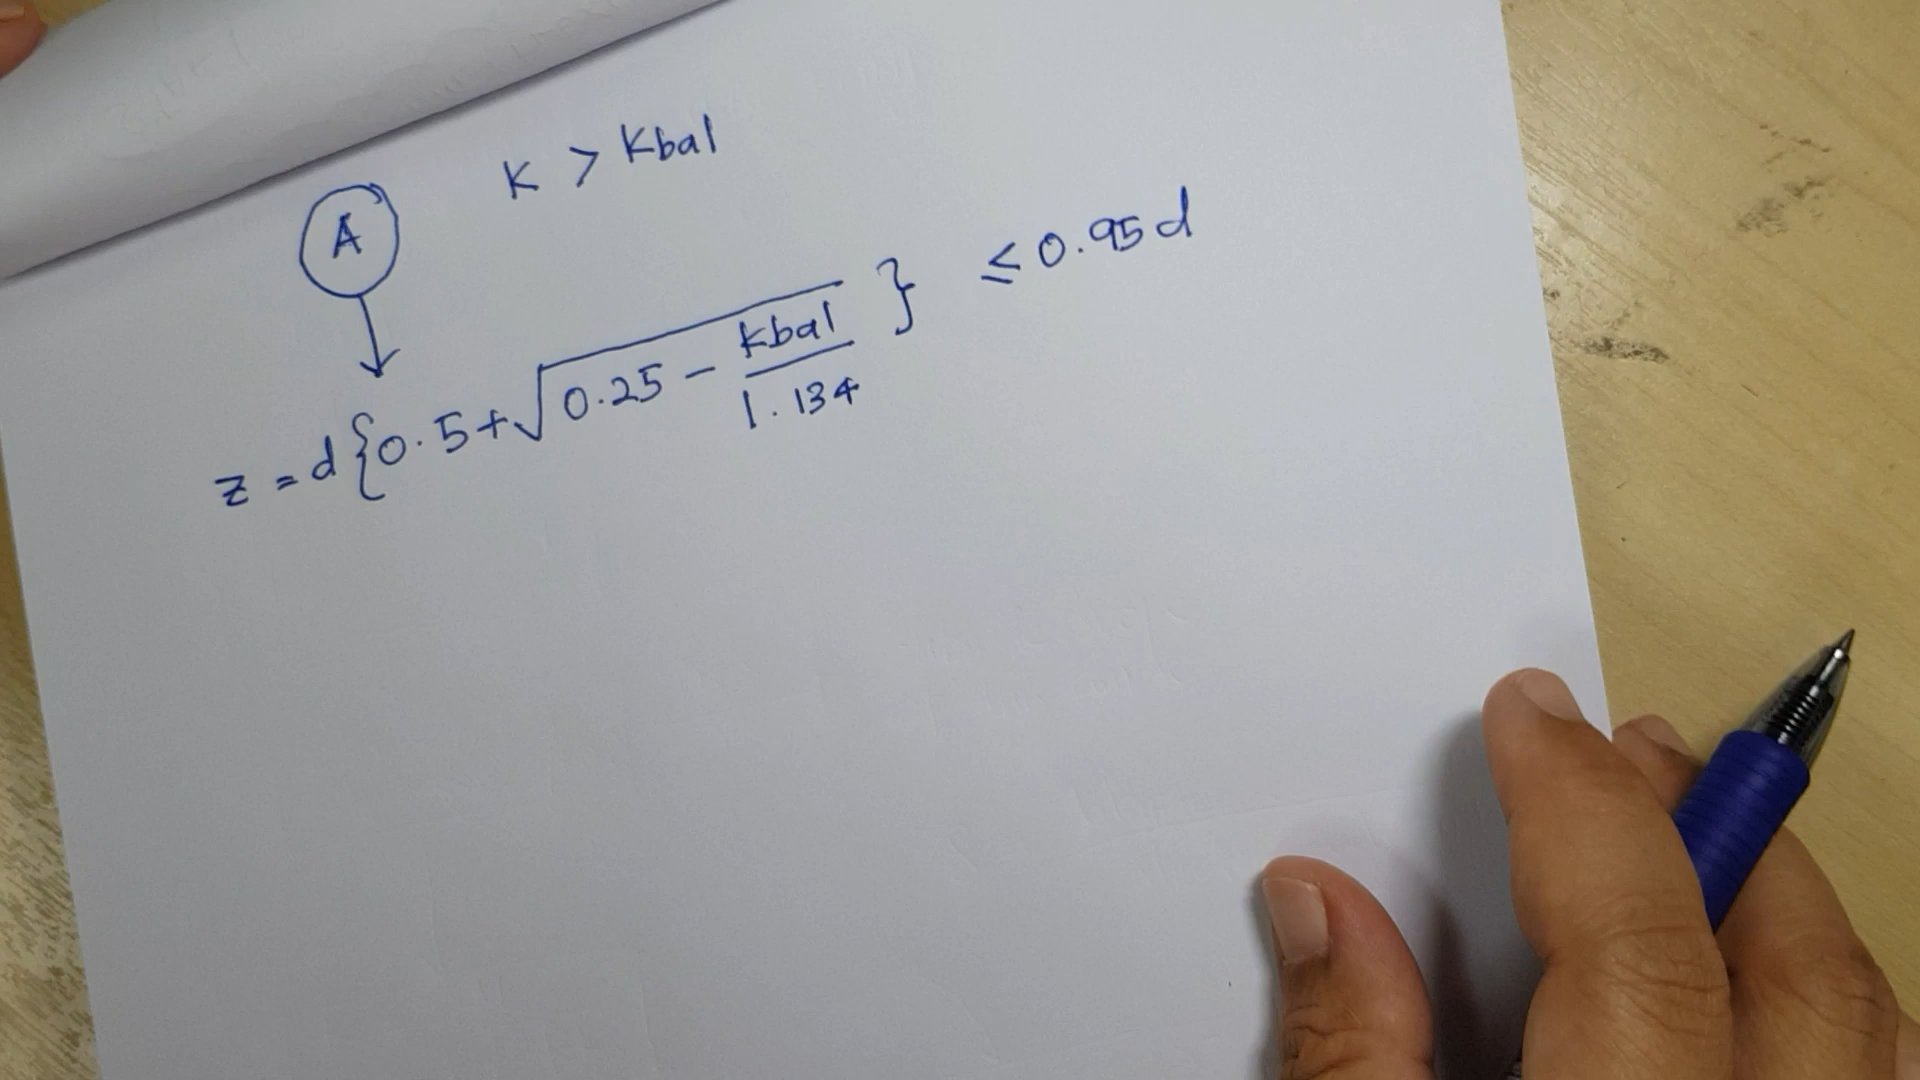 K > Kbal
A
z = d{0.5+√0.25 - kbal/1.134} ≤ 0.95d